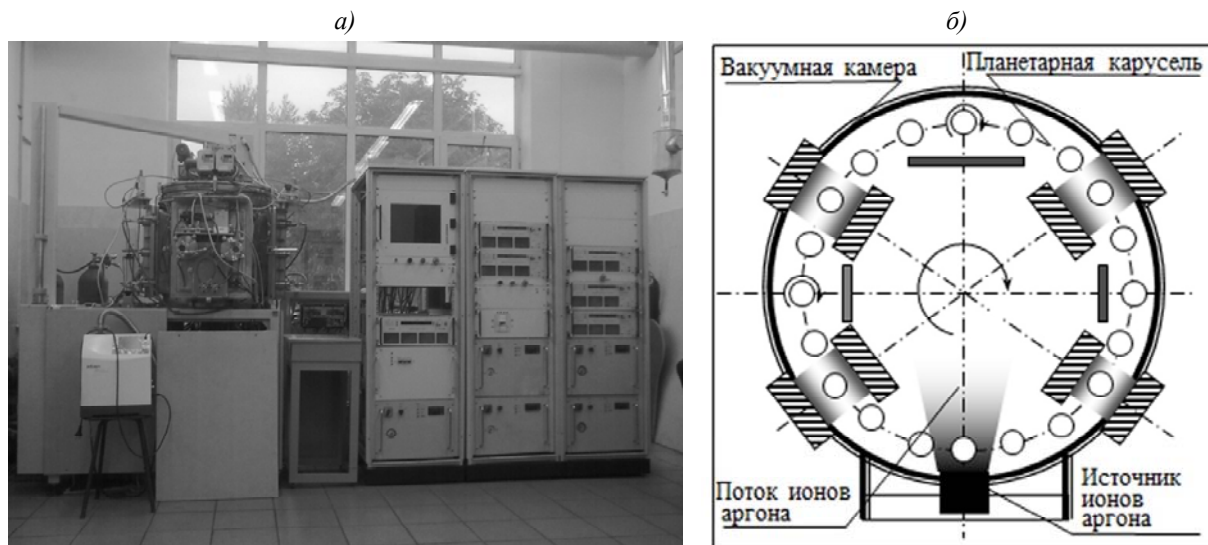 а)
б)
Вакуумная камера
Планетарная карусель
Поток ионов
аргона
Источник
ионов
аргона